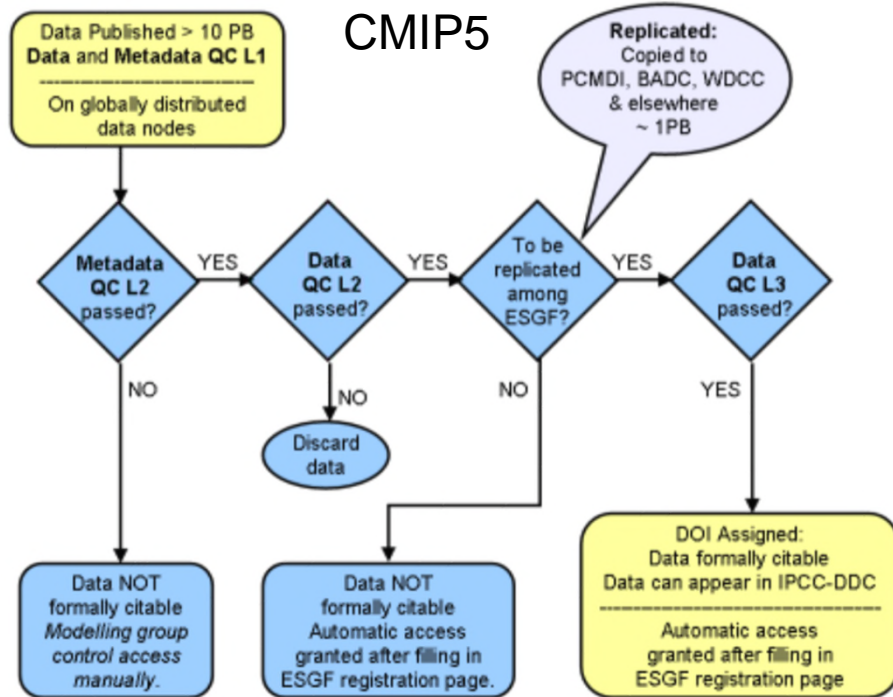 CMIP5
Data Published > 10 PB
Data and Metadata QC L1
--------------------------------
On globally distributed
data nodes
Replicated:
Copied to
PCMDI, BADC, WDCC
& elsewhere
~ 1PB
Metadata
QC L2
passed?
YES
Data
QC L2
passed?
YES
To be
replicated
among
ESGF?
YES
Data
QC L3
passed?
NO
NO
NO
YES
Discard
data
Data NOT
formally citable
Modelling group
control access
manually.
Data NOT
formally citable
Automatic access
granted after filling in
ESGF registration page.
DOI Assigned:
Data formally citable
Data can appear in IPCC-DDC
----------------------------------------
Automatic access
granted after filling in
ESGF registration page